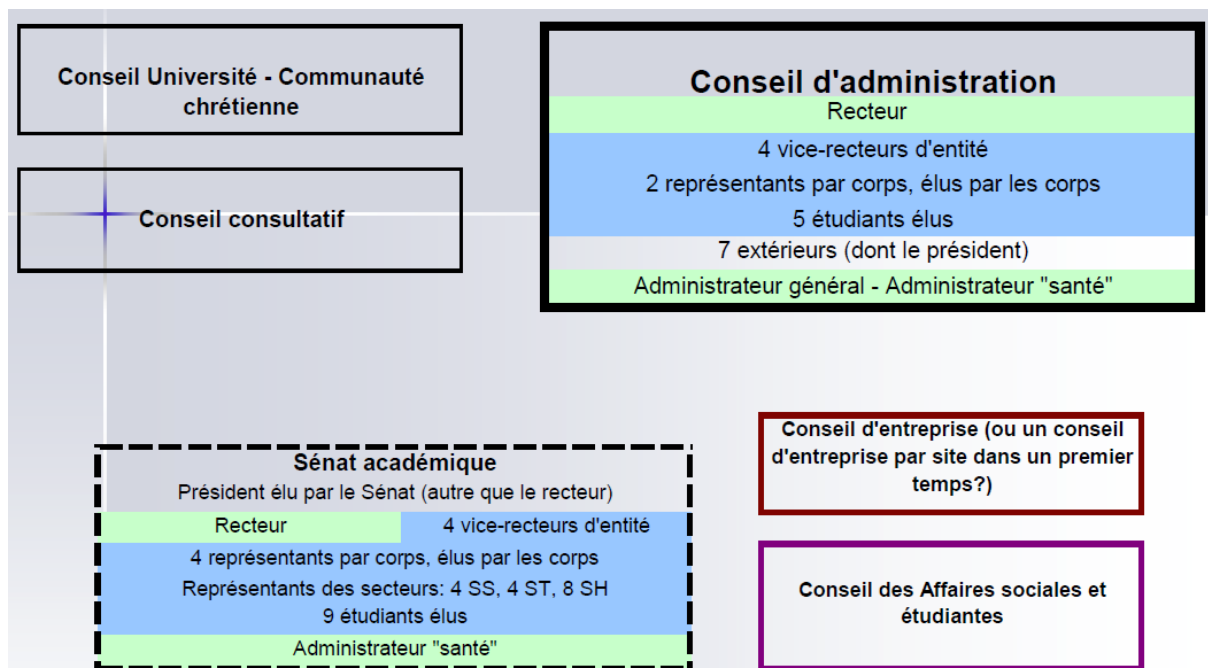 Conseil Université - Communauté
chrétienne
Conseil consultatif
Conseil d'administration
Recteur
4 vice-recteurs d'entité
2 représentants par corps, élus par les corps
5 étudiants élus
7 extérieurs (dont le président)
Administrateur général - Administrateur "santé"
Sénat académique
Président élu par le Sénat (autre que le recteur)
Recteur 4 vice-recteurs d'entité
4 représentants par corps, élus par les corps
Représentants des secteurs: 4 SS, 4 ST, 8 SH
9 étudiants élus
Administrateur "santé"
Conseil d'entreprise (ou un conseil
d'entreprise par site dans un premier
temps?)
Conseil des Affaires sociales et
étudiantes